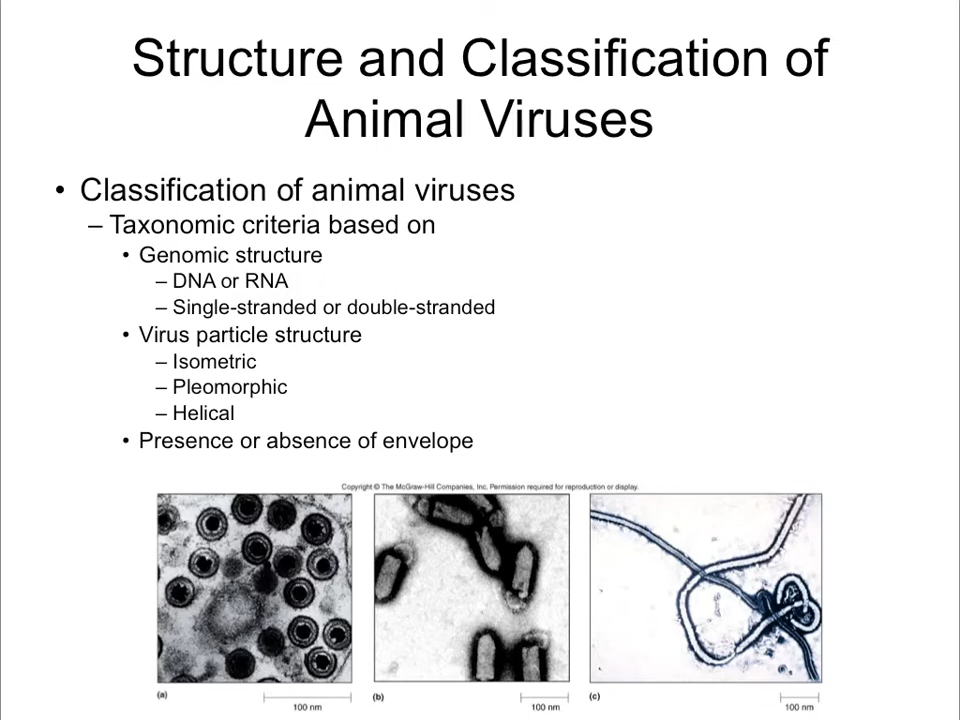 Structure and Classification of
Animal Viruses
• Classification of animal viruses
– Taxonomic criteria based on
• Genomic structure
– DNA or RNA
– Single-stranded or double-stranded
• Virus particle structure
– Isometric
– Pleomorphic
– Helical
• Presence or absence of envelope
Copyright © The McGraw-Hill Companies, Inc. Permission required for reproduction or display.
(a) 100 nm (b) 100 nm (c) 100 nm